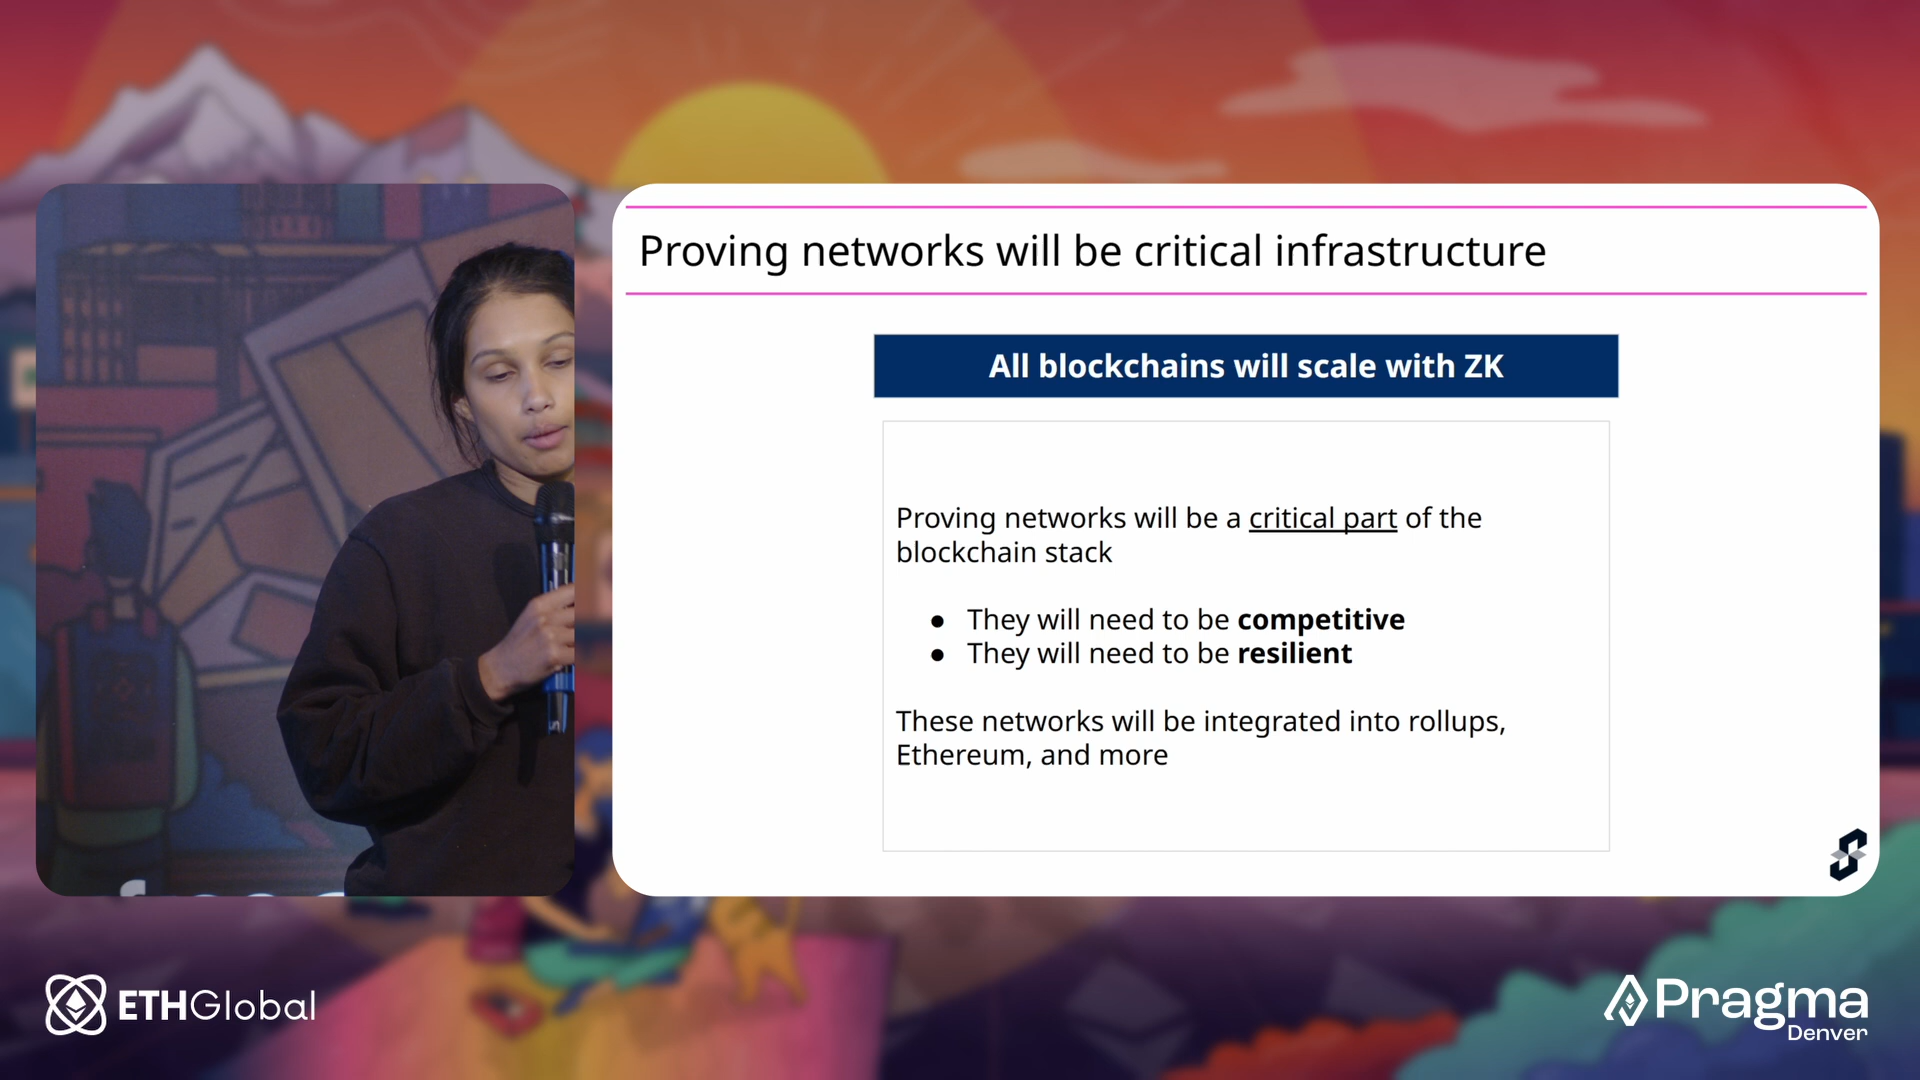 Proving networks will be critical infrastructure
All blockchains will scale with ZK
Proving networks will be a critical part of the
blockchain stack
● They will need to be competitive
● They will need to be resilient
These networks will be integrated into rollups,
Ethereum, and more
ETHGlobal
Pragma
Denver